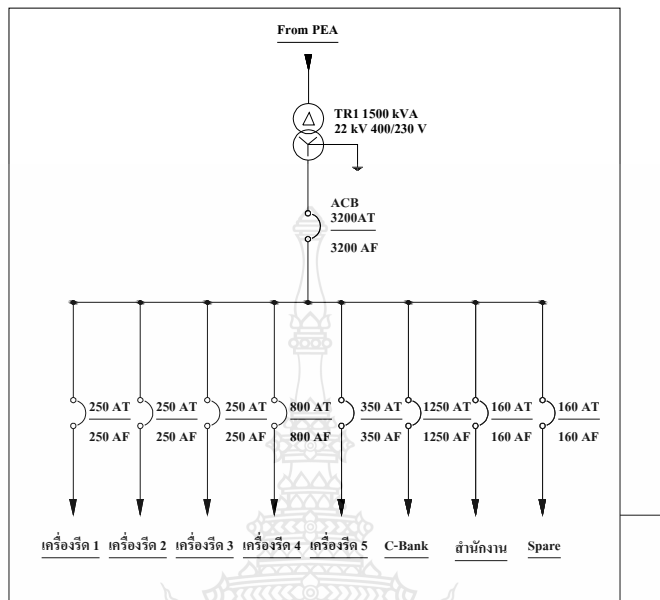 From PEA
TR1 1500 kVA
22 kV 400/230 V
ACB
3200AT
3200 AF
250 AT 250 AT 250 AT 800 AT 350 AT 1250 AT 160 AT 160 AT
250 AF 250 AF 250 AF 800 AF 350 AF 1250 AF 160 AF 160 AF
เครื่องรีด 1 เครื่องรีด 2 เครื่องรีด 3 เครื่องรีด 4 เครื่องรีด 5 C-Bank สำนักงาน Spare